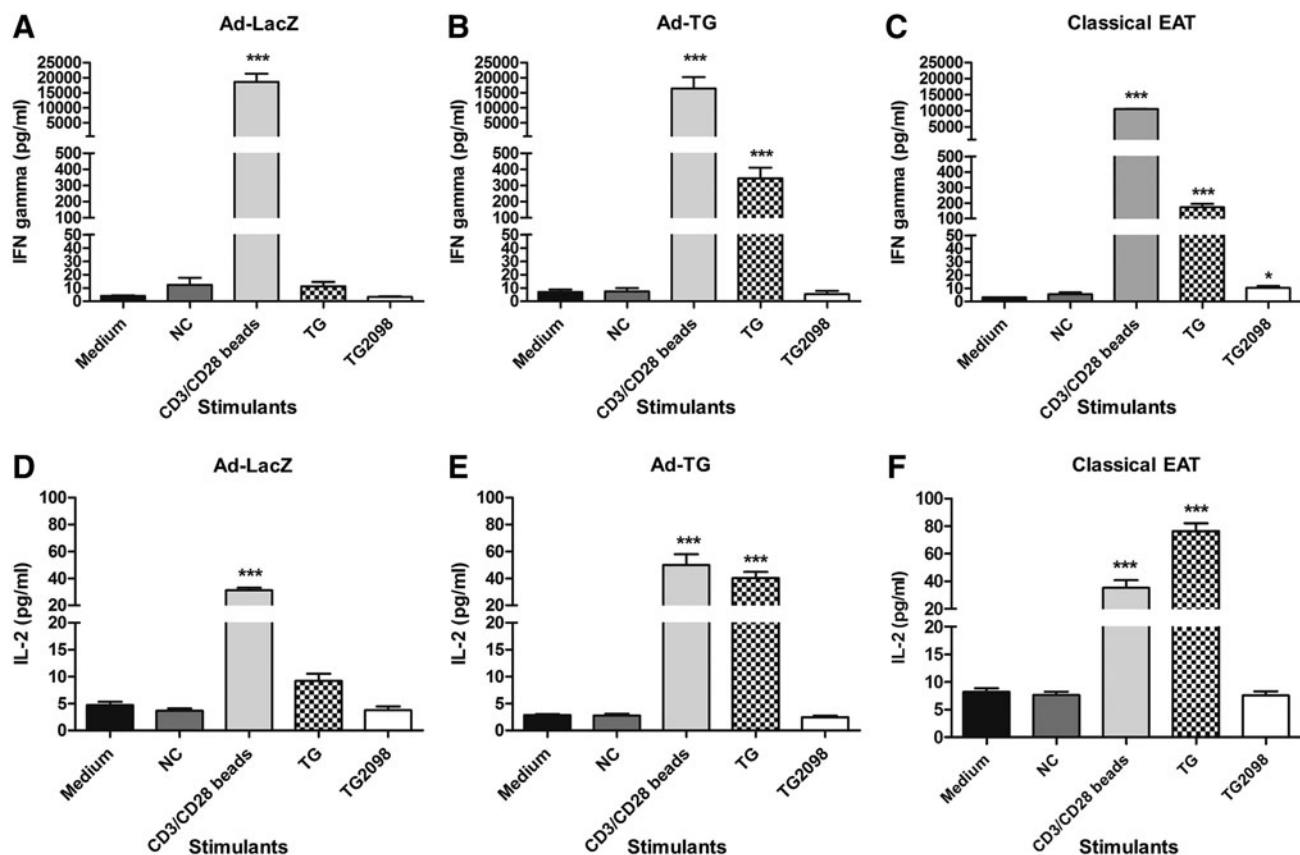 A
Ad-LacZ
IFN gamma (pg/ml)
25000
20000
15000
10000
5000
500
400
300
200
100
50
40
30
20
10
0
***
Medium
NC
CD3/CD28 beads
TG
TG2098
Stimulants
B
Ad-TG
IFN gamma (pg/ml)
25000
20000
15000
10000
5000
500
400
300
200
100
50
40
30
20
10
0
***
***
Medium
NC
CD3/CD28 beads
TG
TG2098
Stimulants
C
Classical EAT
IFN gamma (pg/ml)
25000
20000
15000
10000
5000
500
400
300
200
100
50
40
30
20
10
0
***
***
*
Medium
NC
CD3/CD28 beads
TG
TG2098
Stimulants
D
Ad-LacZ
IL-2 (pg/ml)
100
80
60
40
20
20
15
10
5
0
***
Medium
NC
CD3/CD28 beads
TG
TG2098
Stimulants
E
Ad-TG
IL-2 (pg/ml)
100
80
60
40
20
20
15
10
5
0
***
***
Medium
NC
CD3/CD28 beads
TG
TG2098
Stimulants
F
Classical EAT
IL-2 (pg/ml)
100
80
60
40
20
20
15
10
5
0
***
***
Medium
NC
CD3/CD28 beads
TG
TG2098
Stimulants